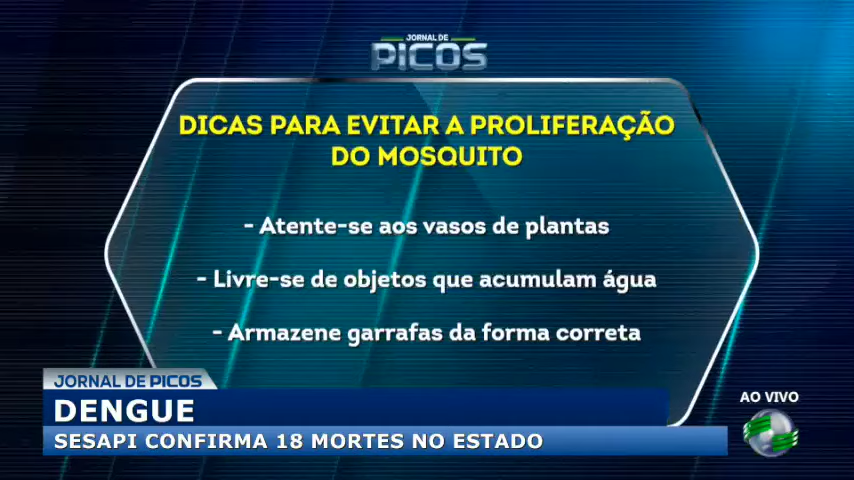 JORNAL DE
PICOS
DICAS PARA EVITAR A PROLIFERAÇÃO
DO MOSQUITO
- Atente-se aos vasos de plantas
- Livre-se de objetos que acumulam água
- Armazene garrafas da forma correta
JORNAL DE PICOS
DENGUE
SESAPI CONFIRMA 18 MORTES NO ESTADO
AO VIVO